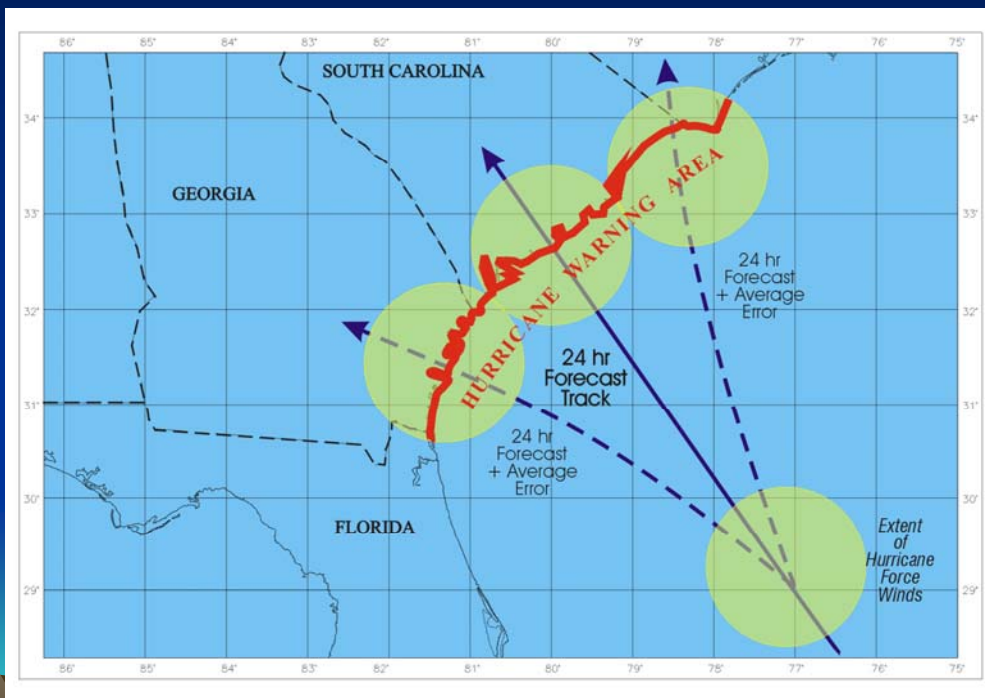 86° 85° 84° 83° 82° 81° 80° 79° 78° 77° 76° 75°
SOUTH CAROLINA
34° 34°
GEORGIA
33° 33°
HURRICANE WARNING AREA
24 hr
Forecast
+ Average
Error
32° 32°
24 hr
Forecast
Track
31° 31°
24 hr
Forecast
+ Average
Error
30° 30°
FLORIDA
Extent
of
Hurricane
Force
Winds
29° 29°
86° 85° 84° 83° 82° 81° 80° 79° 78° 77° 76° 75°